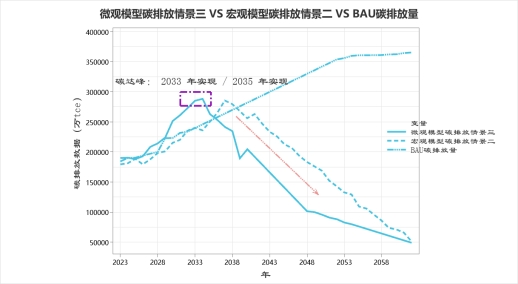 微观模型碳排放情景三 VS 宏观模型碳排放情景二 VS BAU碳排放量
400000
350000
300000
250000
200000
150000
100000
50000
碳排放数据 (万tce)
碳达峰: 2033 年实现 / 2035 年实现
变量
微观模型碳排放情景三
宏观模型碳排放情景二
BAU碳排放量
2023
2028
2033
2038
2043
2048
2053
2058
年